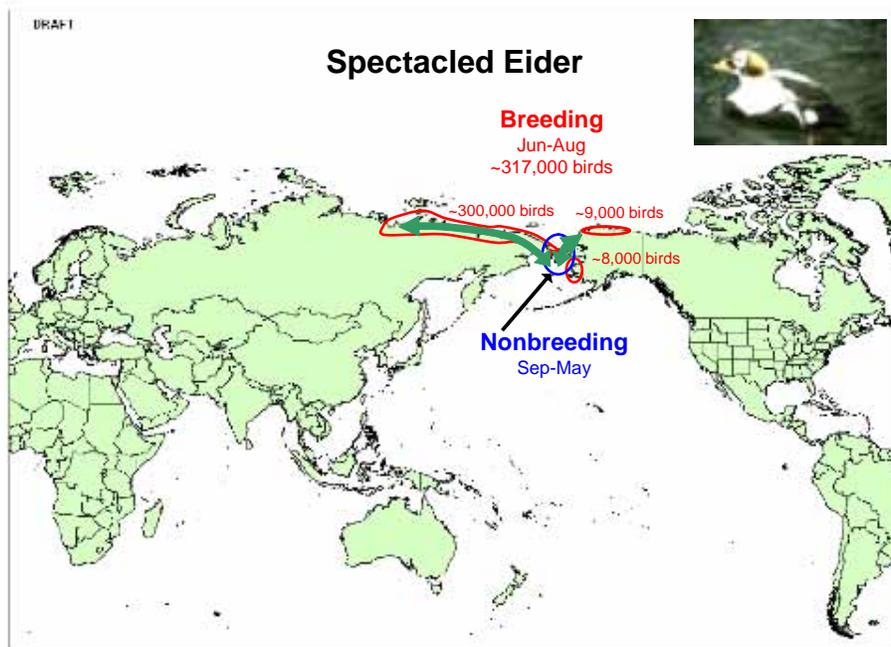 DRAFT
Spectacled Eider
Breeding
Jun-Aug
~317,000 birds
~300,000 birds
~9,000 birds
~8,000 birds
Nonbreeding
Sep-May